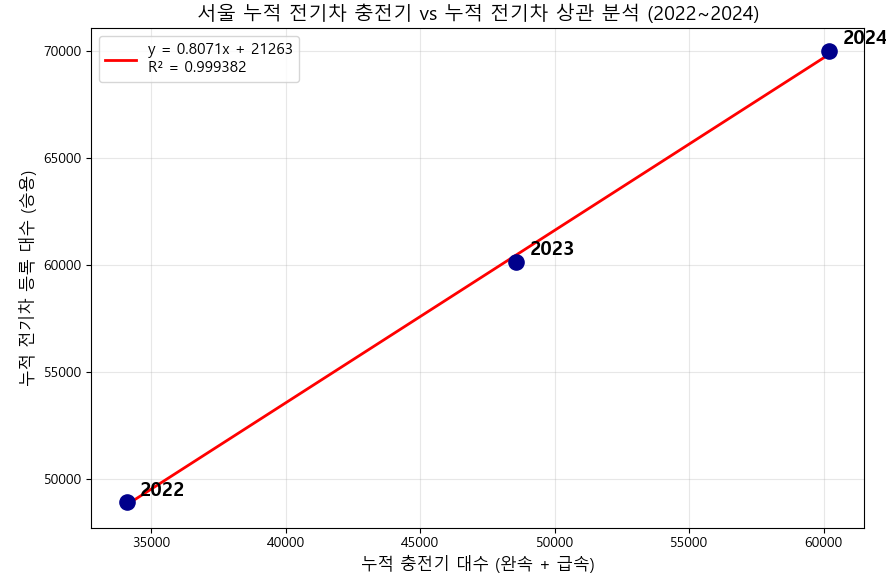 서울 누적 전기차 충전기 vs 누적 전기차 상관 분석 (2022~2024)
y = 0.8071x + 21263
R² = 0.999382
2024
2023
2022
70000
65000
60000
55000
50000
누적 전기차 등록 대수 (승용)
35000
40000
45000
50000
55000
60000
누적 충전기 대수 (완속 + 급속)